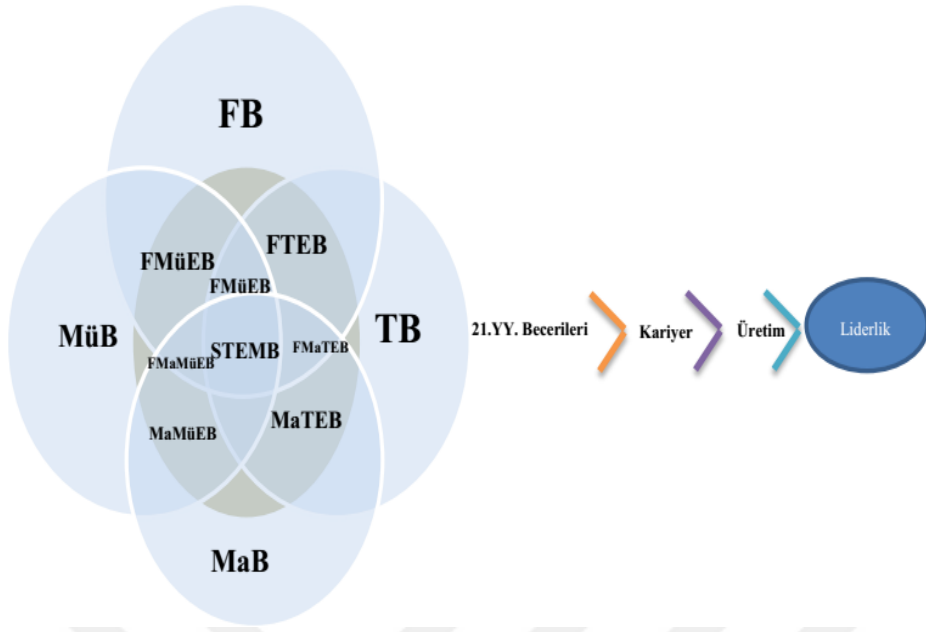 FB
FMüEB
FTEB
FMüEB
MüB
TB
FMaMüEB
STEMB
FMaTEB
MaMüEB
MaTEB
MaB
21.YY. Becerileri
Kariyer
Üretim
Liderlik